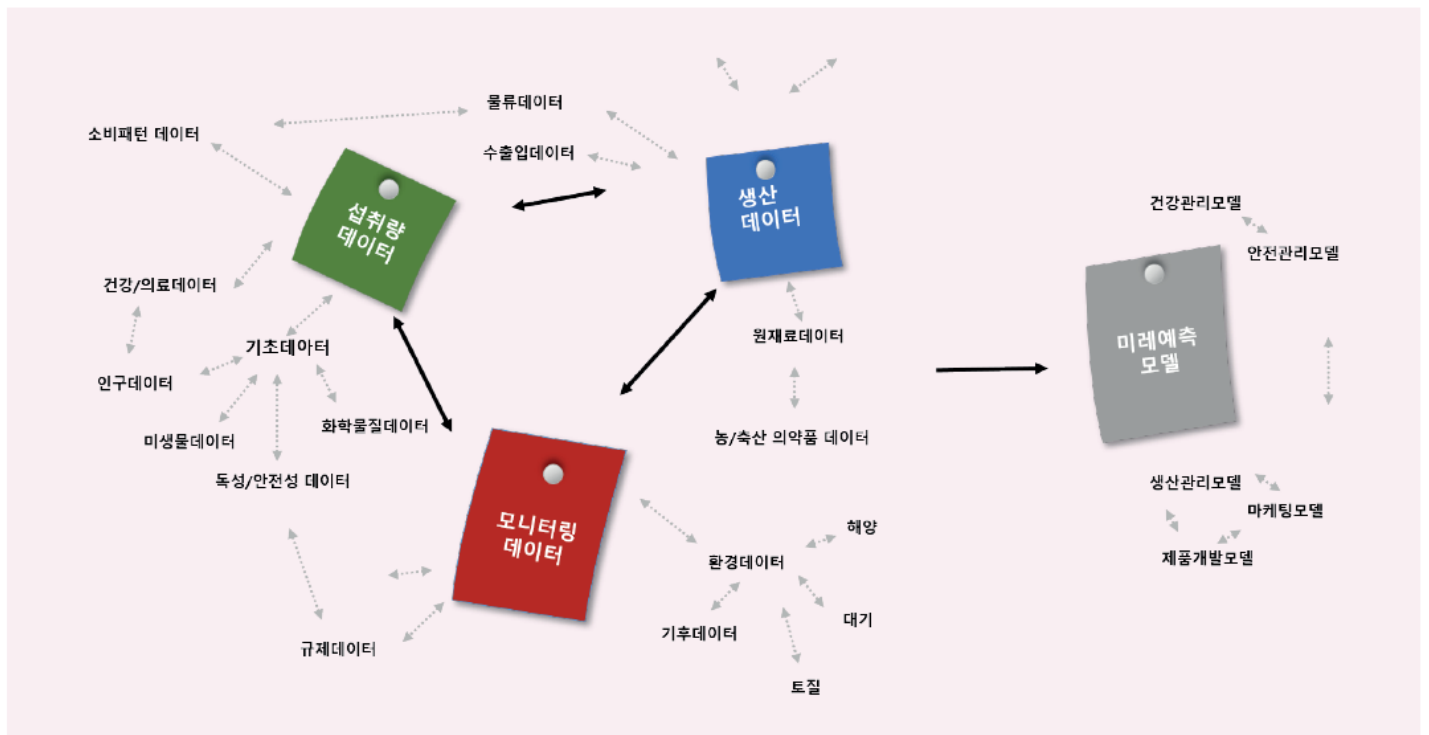 물류데이터
소비패턴 데이터
수출입데이터
섭취량
데이터
생산
데이터
건강관리모델
안전관리모델
건강/의료데이터
기초데아터
원재료데이터
미레예측
모델
인구데이터
화학물질데이터
미생물데이터
농/축산 의약품 데이터
독성/안전성 데이터
생산관리모델
마케팅모델
제품개발모델
모니터링
데이터
해양
환경데이터
대기
기후데이터
규제데이터
토질